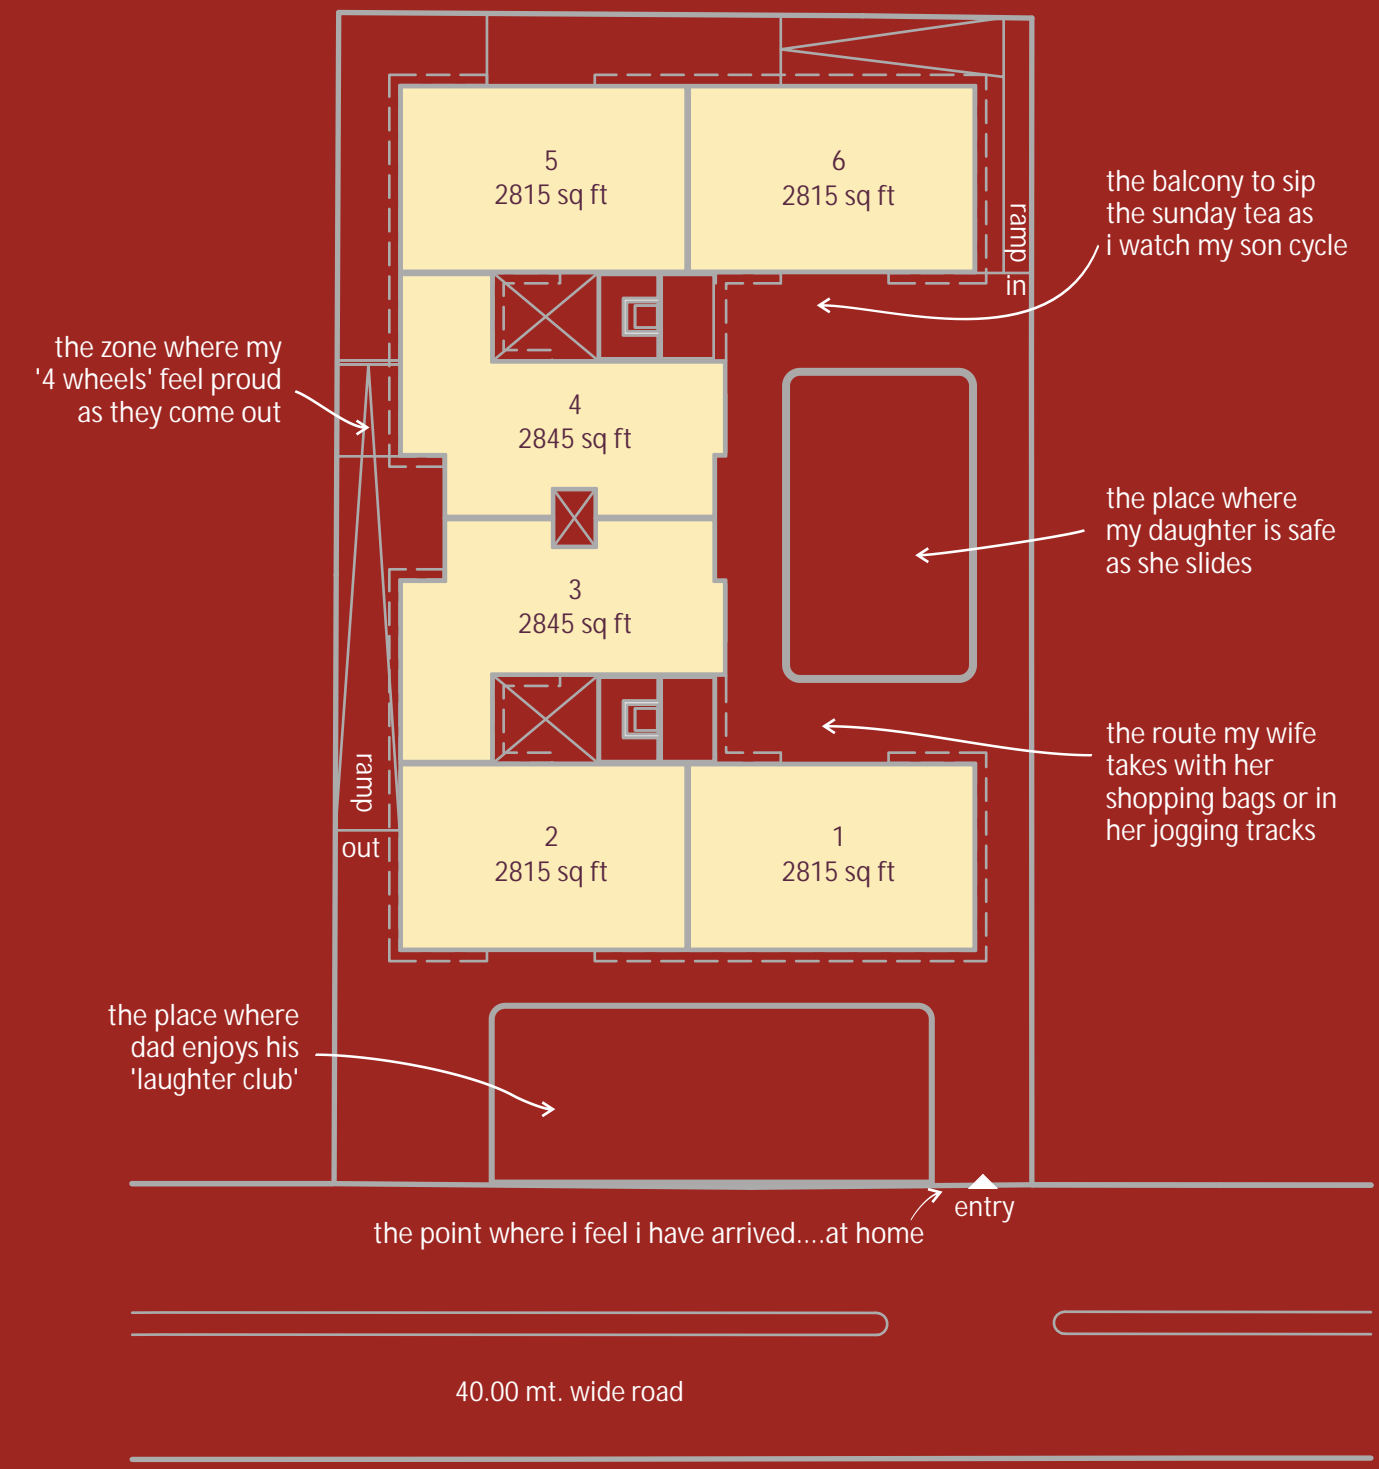 5
2815 sq ft
6
2815 sq ft
the balcony to sip
the sunday tea as
i watch my son cycle
ramp
in
the zone where my
'4 wheels' feel proud
as they come out
4
2845 sq ft
the place where
my daughter is safe
as she slides
3
2845 sq ft
the route my wife
takes with her
shopping bags or in
her jogging tracks
ramp
out
2
2815 sq ft
1
2815 sq ft
the place where
dad enjoys his
'laughter club'
entry
the point where i feel i have arrived....at home
40.00 mt. wide road